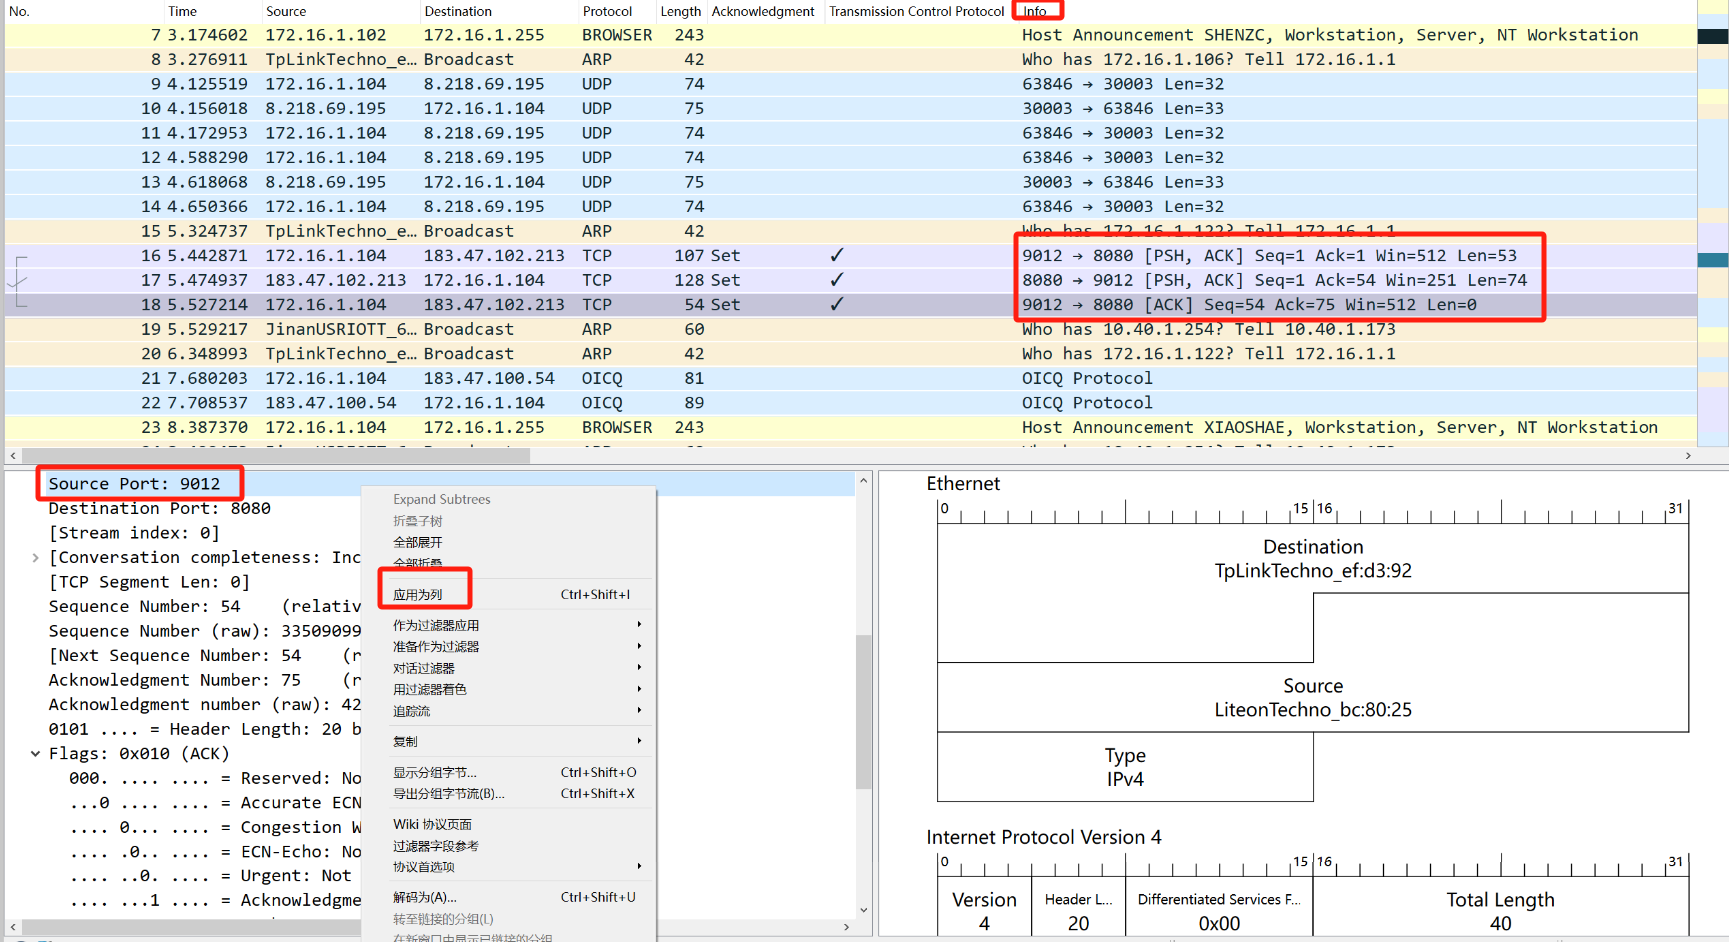 No. Time Source Destination Protocol Length Acknowledgment Transmission Control Protocol Info
7 3.174602 172.16.1.102 172.16.1.255 BROWSER 243 Host Announcement SHENZC, Workstation, Server, NT Workstation
8 3.276911 TpLinkTechno_e… Broadcast ARP 42 Who has 172.16.1.106? Tell 172.16.1.1
9 4.125519 172.16.1.104 8.218.69.195 UDP 74 63846 → 30003 Len=32
10 4.156018 8.218.69.195 172.16.1.104 UDP 75 30003 → 63846 Len=33
11 4.172953 172.16.1.104 8.218.69.195 UDP 74 63846 → 30003 Len=32
12 4.588290 172.16.1.104 8.218.69.195 UDP 74 63846 → 30003 Len=32
13 4.618068 8.218.69.195 172.16.1.104 UDP 75 30003 → 63846 Len=33
14 4.650366 172.16.1.104 8.218.69.195 UDP 74 63846 → 30003 Len=32
15 5.324737 TpLinkTechno_e… Broadcast ARP 42 Who has 172.16.1.122? Tell 172.16.1.1
16 5.442871 172.16.1.104 183.47.102.213 TCP 107 Set ✓ 9012 → 8080 [PSH, ACK] Seq=1 Ack=1 Win=512 Len=53
17 5.474937 183.47.102.213 172.16.1.104 TCP 128 Set ✓ 8080 → 9012 [PSH, ACK] Seq=1 Ack=54 Win=251 Len=74
18 5.527214 172.16.1.104 183.47.102.213 TCP 54 Set ✓ 9012 → 8080 [ACK] Seq=54 Ack=75 Win=512 Len=0
19 5.529217 JinanUSRIOTT_6… Broadcast ARP 60 Who has 10.40.1.254? Tell 10.40.1.173
20 6.348993 TpLinkTechno_e… Broadcast ARP 42 Who has 172.16.1.122? Tell 172.16.1.1
21 7.680203 172.16.1.104 183.47.100.54 OICQ 81 OICQ Protocol
22 7.708537 183.47.100.54 172.16.1.104 OICQ 89 OICQ Protocol
23 8.387370 172.16.1.104 172.16.1.255 BROWSER 243 Host Announcement XIAOSHAE, Workstation, Server, NT Workstation
Source Port: 9012
Destination Port: 8080
[Stream index: 0]
[Conversation completeness: Inc
[TCP Segment Len: 0]
Sequence Number: 54 (relativ
Sequence Number (raw): 33509099
[Next Sequence Number: 54 (r
Acknowledgment Number: 75 (r
Acknowledgment number (raw): 42
0101 .... = Header Length: 20 b
Flags: 0x010 (ACK)
000. .... .... = Reserved: No
...0 .... .... = Accurate ECN
.... 0... .... = Congestion W
.... .0.. .... = ECN-Echo: No
.... ..0. .... = Urgent: Not
.... ...1 .... = Acknowledgme
Expand Subtrees
折叠子树
全部展开
全部折叠
应用为列 Ctrl+Shift+I
作为过滤器应用
准备作为过滤器
对话过滤器
用过滤器着色
追踪流
复制
显示分组字节... Ctrl+Shift+O
导出分组字节流(B)... Ctrl+Shift+X
Wiki 协议页面
过滤器字段参考
协议首选项
解码为(A)... Ctrl+Shift+U
转至链接的分组(L)
在新窗口中显示已链接的分组
Ethernet
0 15 16 31
Destination
TpLinkTechno_ef:d3:92
Source
LiteonTechno_bc:80:25
Type
IPv4
Internet Protocol Version 4
0 15 16 31
Version Header L... Differentiated Services F... Total Length
4 20 0x00 40